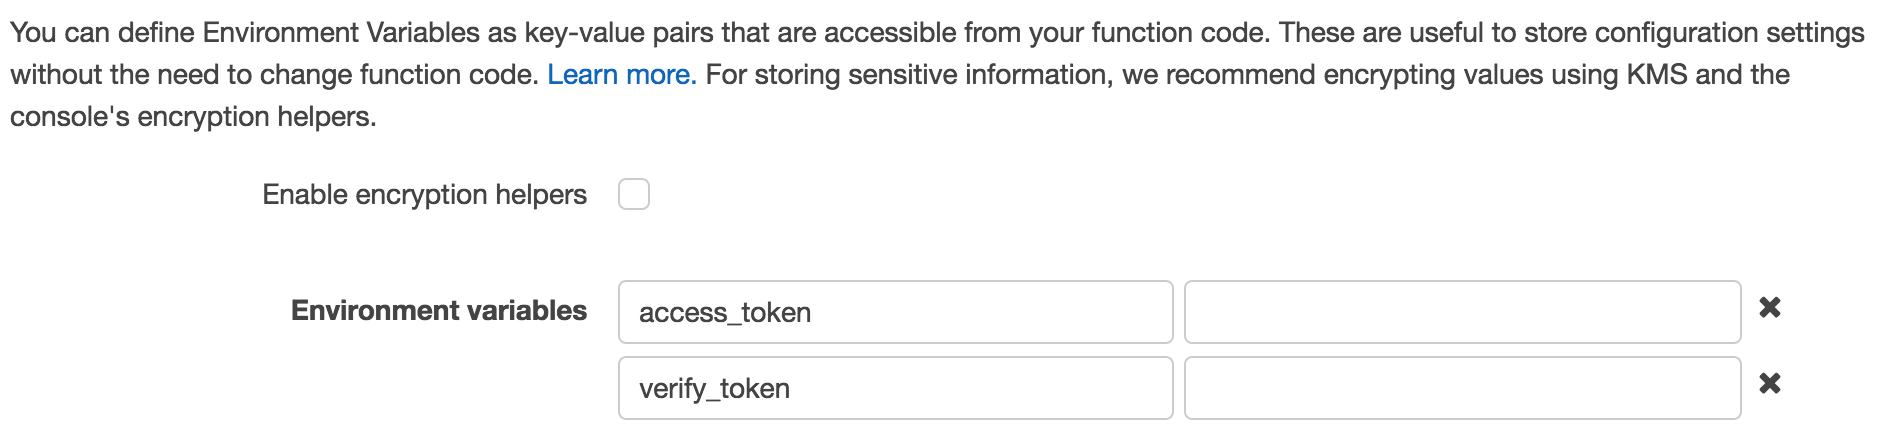 You can define Environment Variables as key-value pairs that are accessible from your function code. These are useful to store configuration settings
without the need to change function code. Learn more. For storing sensitive information, we recommend encrypting values using KMS and the
console's encryption helpers.
Enable encryption helpers
Environment variables access_token
verify_token